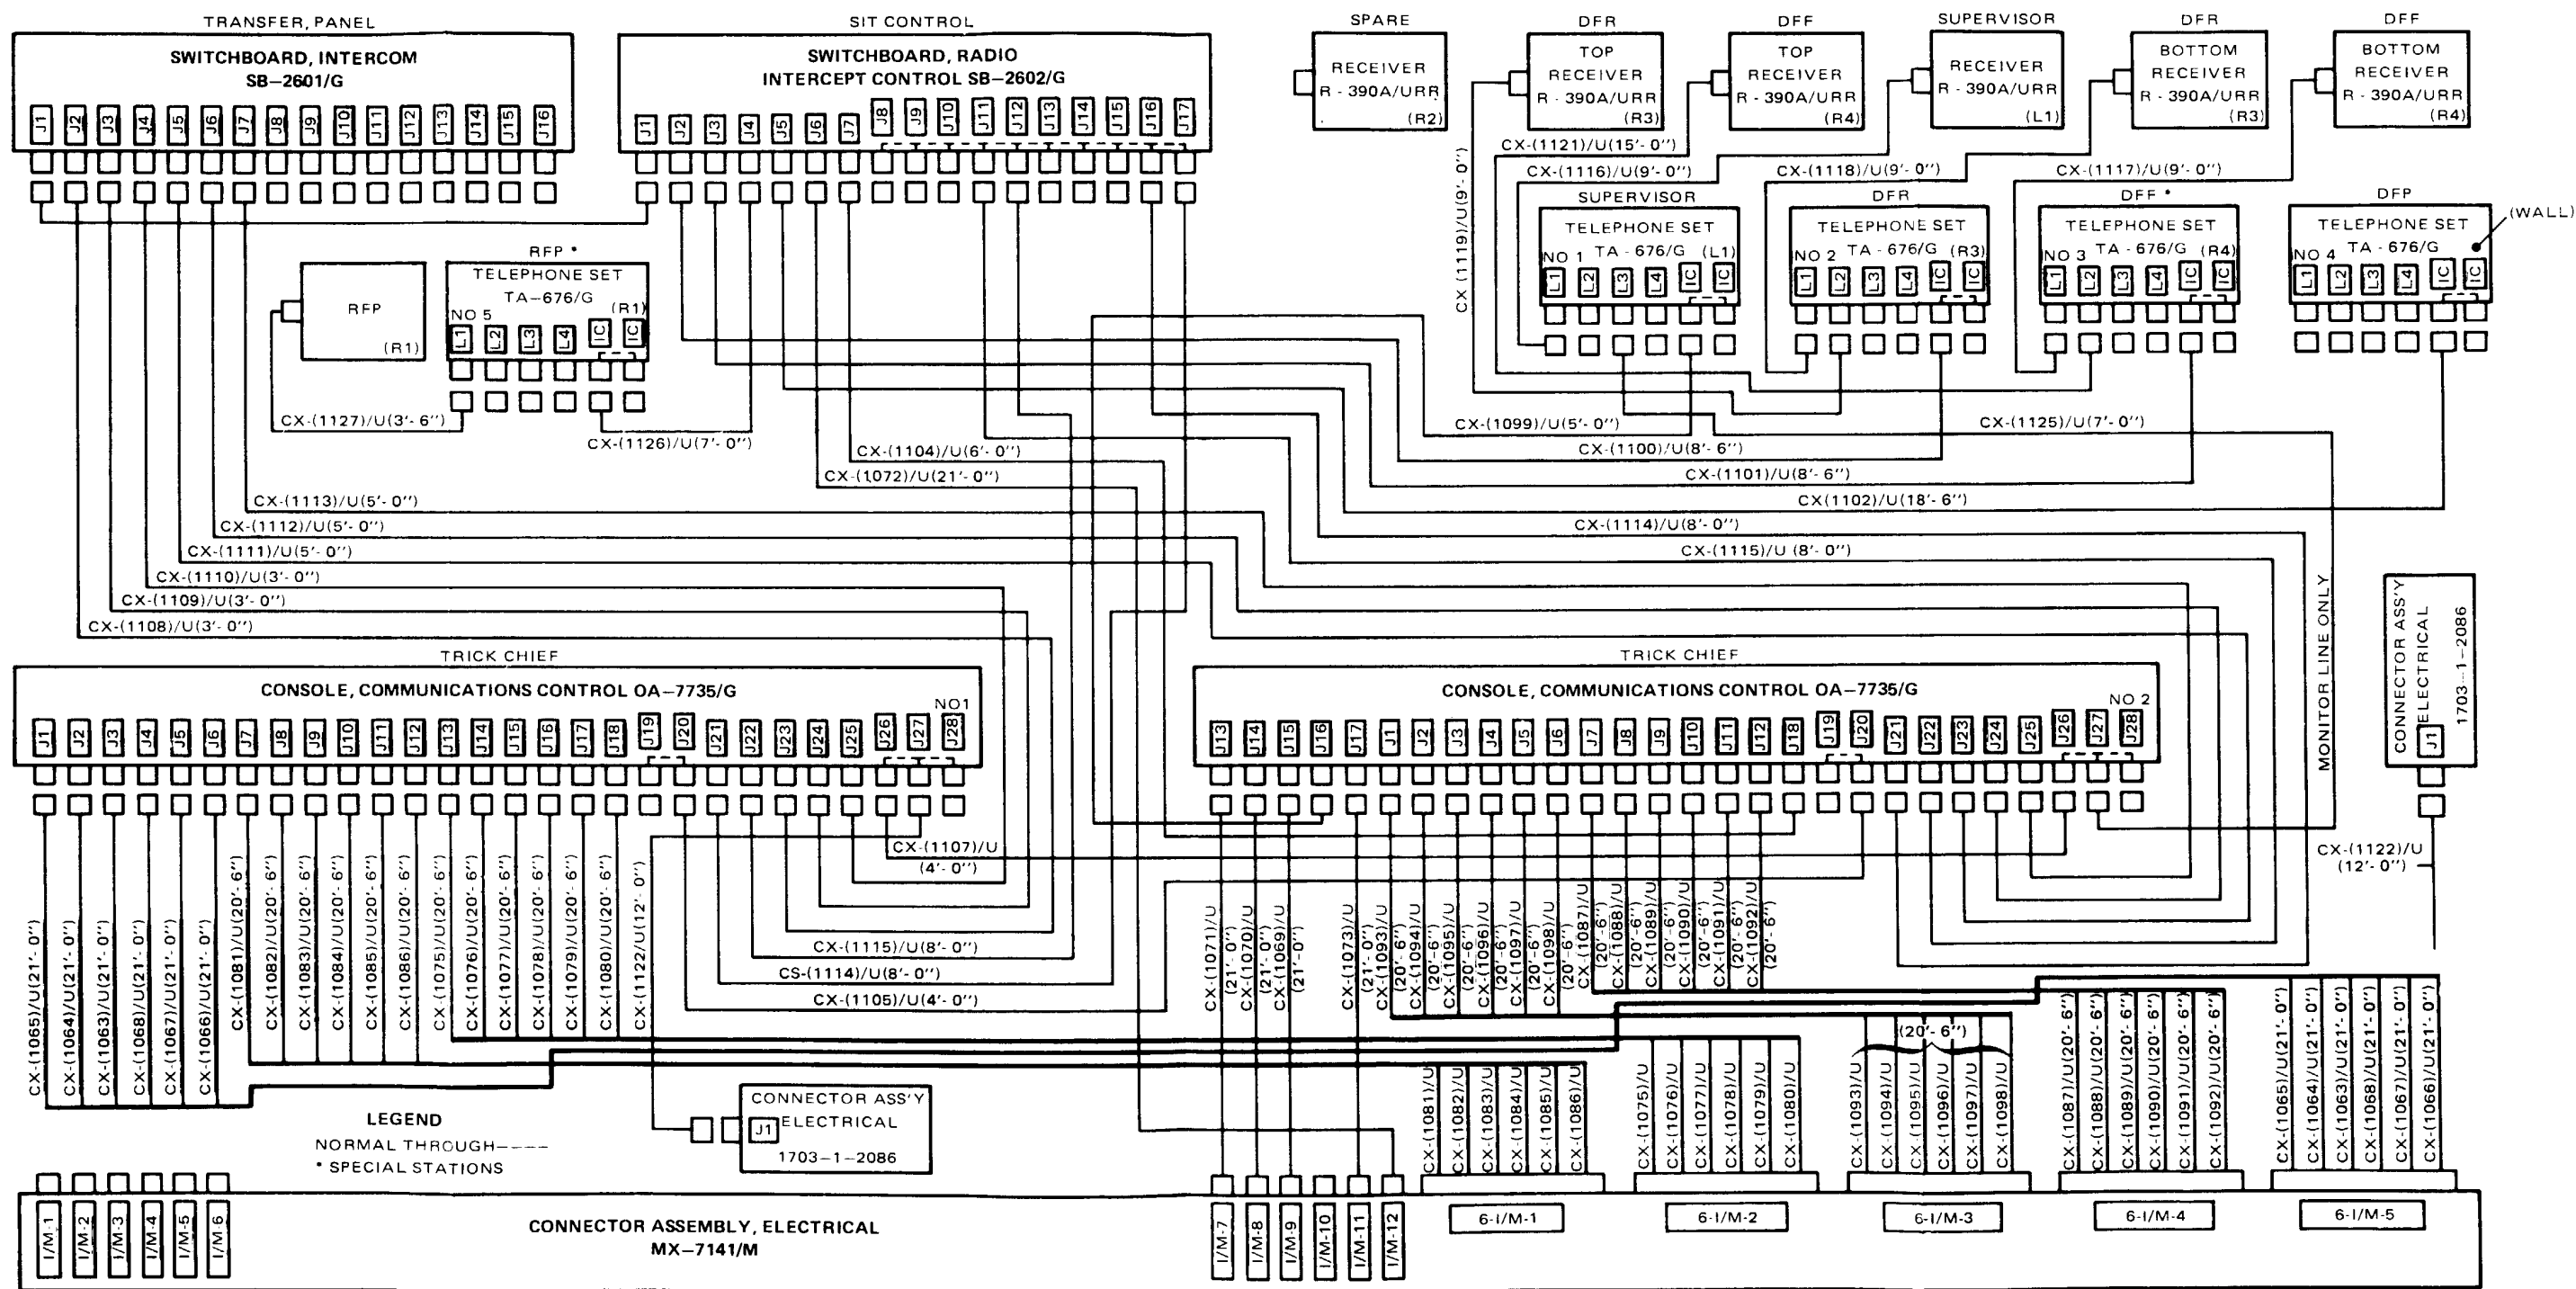 TRANSFER, PANEL
SWITCHBOARD, INTERCOM
SB–2601/G
J1 J2 J3 J4 J5 J6 J7 J8 J9 J10 J11 J12 J13 J14 J15 J16
SIT CONTROL
SWITCHBOARD, RADIO
INTERCEPT CONTROL SB–2602/G
J1 J2 J3 J4 J5 J6 J7 J8 J9 J10 J11 J12 J13 J14 J15 J16 J17
SPARE
RECEIVER
R - 390A/URR
(R2)
DFR
TOP
RECEIVER
R - 390A/URR
(R3)
DFF
TOP
RECEIVER
R - 390A/URR
(R4)
SUPERVISOR
RECEIVER
R - 390A/URR
(L1)
DFR
BOTTOM
RECEIVER
R - 390A/URR
(R3)
DFF
BOTTOM
RECEIVER
R - 390A/URR
(R4)
CX (1119)/U(9'- 0'')
CX-(1121)/U(15'- 0'')
CX-(1116)/U(9'- 0'')
CX-(1118)/U(9'- 0'')
CX-(1117)/U(9'- 0'')
SUPERVISOR
TELEPHONE SET
NO 1 TA - 676/G (L1)
L1 L2 L3 L4 IC IC
DFR
TELEPHONE SET
NO 2 TA - 676/G (R3)
L1 L2 L3 L4 IC IC
DFF *
TELEPHONE SET
NO 3 TA - 676/G (R4)
L1 L2 L3 L4 IC IC
DFP
TELEPHONE SET
NO 4 TA - 676/G
L1 L2 L3 L4 IC IC
(WALL)
RFP
(R1)
RFP *
TELEPHONE SET
TA–676/G
(R1)
NO 5
L1 L2 L3 L4 IC IC
CX-(1127)/U(3'- 6'')
CX-(1126)/U(7'- 0'')
CX-(1104)/U(6'- 0'')
CX-(1072)/U(21'- 0'')
CX-(1099)/U(5'- 0'')
CX-(1100)/U(8'- 6'')
CX-(1101)/U(8'- 6'')
CX-(1102)/U(18'- 6'')
CX-(1125)/U(7'- 0'')
CX-(1114)/U(8'- 0'')
CX-(1115)/U (8'- 0'')
CX-(1113)/U(5'- 0'')
CX-(1112)/U(5'- 0'')
CX-(1111)/U(5'- 0'')
CX-(1110)/U(3'- 0'')
CX-(1109)/U(3'- 0'')
CX-(1108)/U(3'- 0'')
MONITOR LINE ONLY
CONNECTOR ASS'Y
ELECTRICAL
1703–1–2086
J1
CX-(1122)/U
(12'- 0'')
TRICK CHIEF
CONSOLE, COMMUNICATIONS CONTROL OA–7735/G
NO1
J1 J2 J3 J4 J5 J6 J7 J8 J9 J10 J11 J12 J13 J14 J15 J16 J17 J18 J19 J20 J21 J22 J23 J24 J25 J26 J27 J28
TRICK CHIEF
CONSOLE, COMMUNICATIONS CONTROL OA–7735/G
NO 2
J13 J14 J15 J16 J17 J1 J2 J3 J4 J5 J6 J7 J8 J9 J10 J11 J12 J18 J19 J20 J21 J22 J23 J24 J25 J26 J27 J28
CX-(1107)/U
(4'- 0'')
CX-(1115)/U(8'- 0'')
CS-(1114)/U(8'- 0'')
CX-(1105)/U(4'- 0'')
CX-(1065)/U(21'- 0'')
CX-(1064)/U(21'- 0'')
CX-(1063)/U(21'- 0'')
CX-(1068)/U(21'- 0'')
CX-(1067)/U(21'- 0'')
CX-(1066)/U(21'- 0'')
CX-(1081)/U(20'- 6'')
CX-(1082)/U(20'- 6'')
CX-(1083)/U(20'- 6'')
CX-(1084)/U(20'- 6'')
CX-(1085)/U(20'- 6'')
CX-(1086)/U(20'- 6'')
CX-(1075)/U(20'- 6'')
CX-(1076)/U(20'- 6'')
CX-(1077)/U(20'- 6'')
CX-(1078)/U(20'- 6'')
CX-(1079)/U(20'- 6'')
CX-(1080)/U(20'- 6'')
CX-(1122/U(12'- 0'')
CX-(1071)/U
(21'- 0'')
CX-(1070)/U
(21'- 0'')
CX-(1069)/U
(21'-0'')
CX-(1073)/U
(21'- 0'')
CX-(1093)/U
(20'-6'')
CX-(1094)/U
(20'-6'')
CX-(1095)/U
(20'-6'')
CX-(1096)/U
(20'-6'')
CX-(1097)/U
(20'-6'')
CX-(1098)/U
(20'-6'')
CX-(1087)/U
(20'-6'')
CX-(1088)/U
(20'-6'')
CX-(1089)/U
(20'-6'')
CX-(1090)/U
(20'-6'')
CX-(1091)/U
(20'-6'')
CX-(1092)/U
(20'-6'')
LEGEND
NORMAL THROUGH----
* SPECIAL STATIONS
CONNECTOR ASS'Y
J1 ELECTRICAL
1703–1–2086
CX-(1081)/U
CX-(1082)/U
CX-(1083)/U
CX-(1084)/U
CX-(1085)/U
CX-(1086)/U
CX-(1075)/U
CX-(1076)/U
CX-(1077)/U
CX-(1078)/U
CX-(1079)/U
CX-(1080)/U
(20'- 6'')
CX-(1093)/U
CX-(1094)/U
CX-(1095)/U
CX-(1096)/U
CX-(1097)/U
CX-(1098)/U
CX-(1087)/U(20'- 6'')
CX-(1088)/U(20'- 6'')
CX-(1089)/U(20'- 6'')
CX-(1090)/U(20'- 6'')
CX-(1091)/U(20'- 6'')
CX-(1092)/U(20'- 6'')
CX-(1065)/U(21'- 0'')
CX-(1064)/U(21'- 0'')
CX-(1063)/U(21'- 0'')
CX-(1068)/U(21'- 0'')
CX-(1067)/U(21'- 0'')
CX-(1066)/U(21'- 0'')
I/M-1 I/M-2 I/M-3 I/M-4 I/M-5 I/M-6
CONNECTOR ASSEMBLY, ELECTRICAL
MX–7141/M
I/M-7 I/M-8 I/M-9 I/M-10 I/M-11 I/M-12
6-I/M-1
6-I/M-2
6-I/M-3
6-I/M-4
6-I/M-5